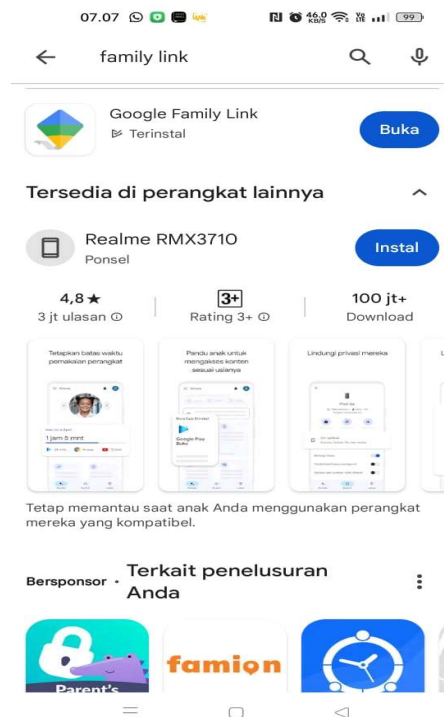 07.07
46.0
KB/S
99
family link
Google Family Link
Terinstal
Buka
Tersedia di perangkat lainnya
Realme RMX3710
Ponsel
Instal
4,8★
3 jt ulasan
3+
Rating 3+
100 jt+
Download
Tetapkan batas waktu
pemakaian perangkat
Pandu anak untuk
mengakses konten
sesuai usianya
Lindungi privasi mereka
1 jam 5 mnt
Google Play
Buku
Tetap memantau saat anak Anda menggunakan perangkat
mereka yang kompatibel.
Bersponsor • Terkait penelusuran
Anda
Parent's
famion